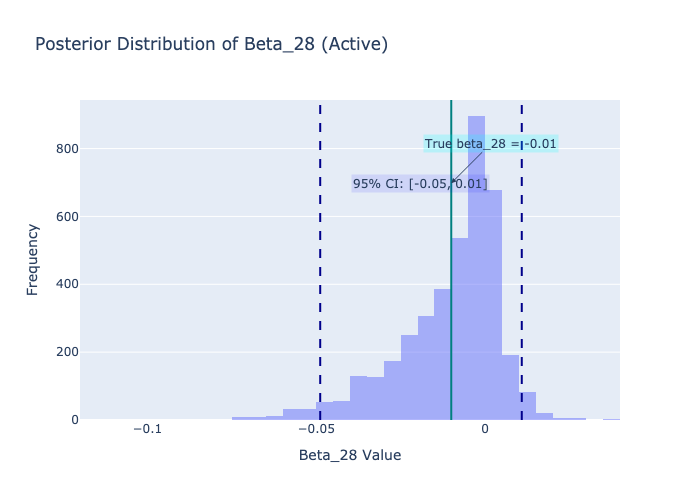 Posterior Distribution of Beta_28 (Active)
True beta_28 = -0.01
95% CI: [-0.05, 0.01]
Frequency
800
600
400
200
0
−0.1
−0.05
0
Beta_28 Value